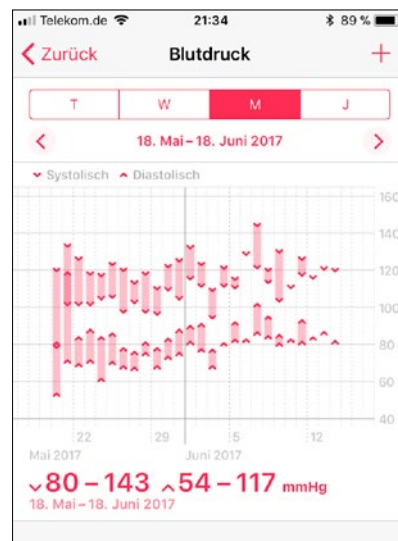 Telekom.de 21:34 89 %
Zurück Blutdruck +
T W M J
18. Mai – 18. Juni 2017
Systolisch Diastolisch
160
140
120
100
80
60
40
22 29 5 12
Mai 2017 Juni 2017
80 – 143 54 – 117 mmHg
18. Mai – 18. Juni 2017